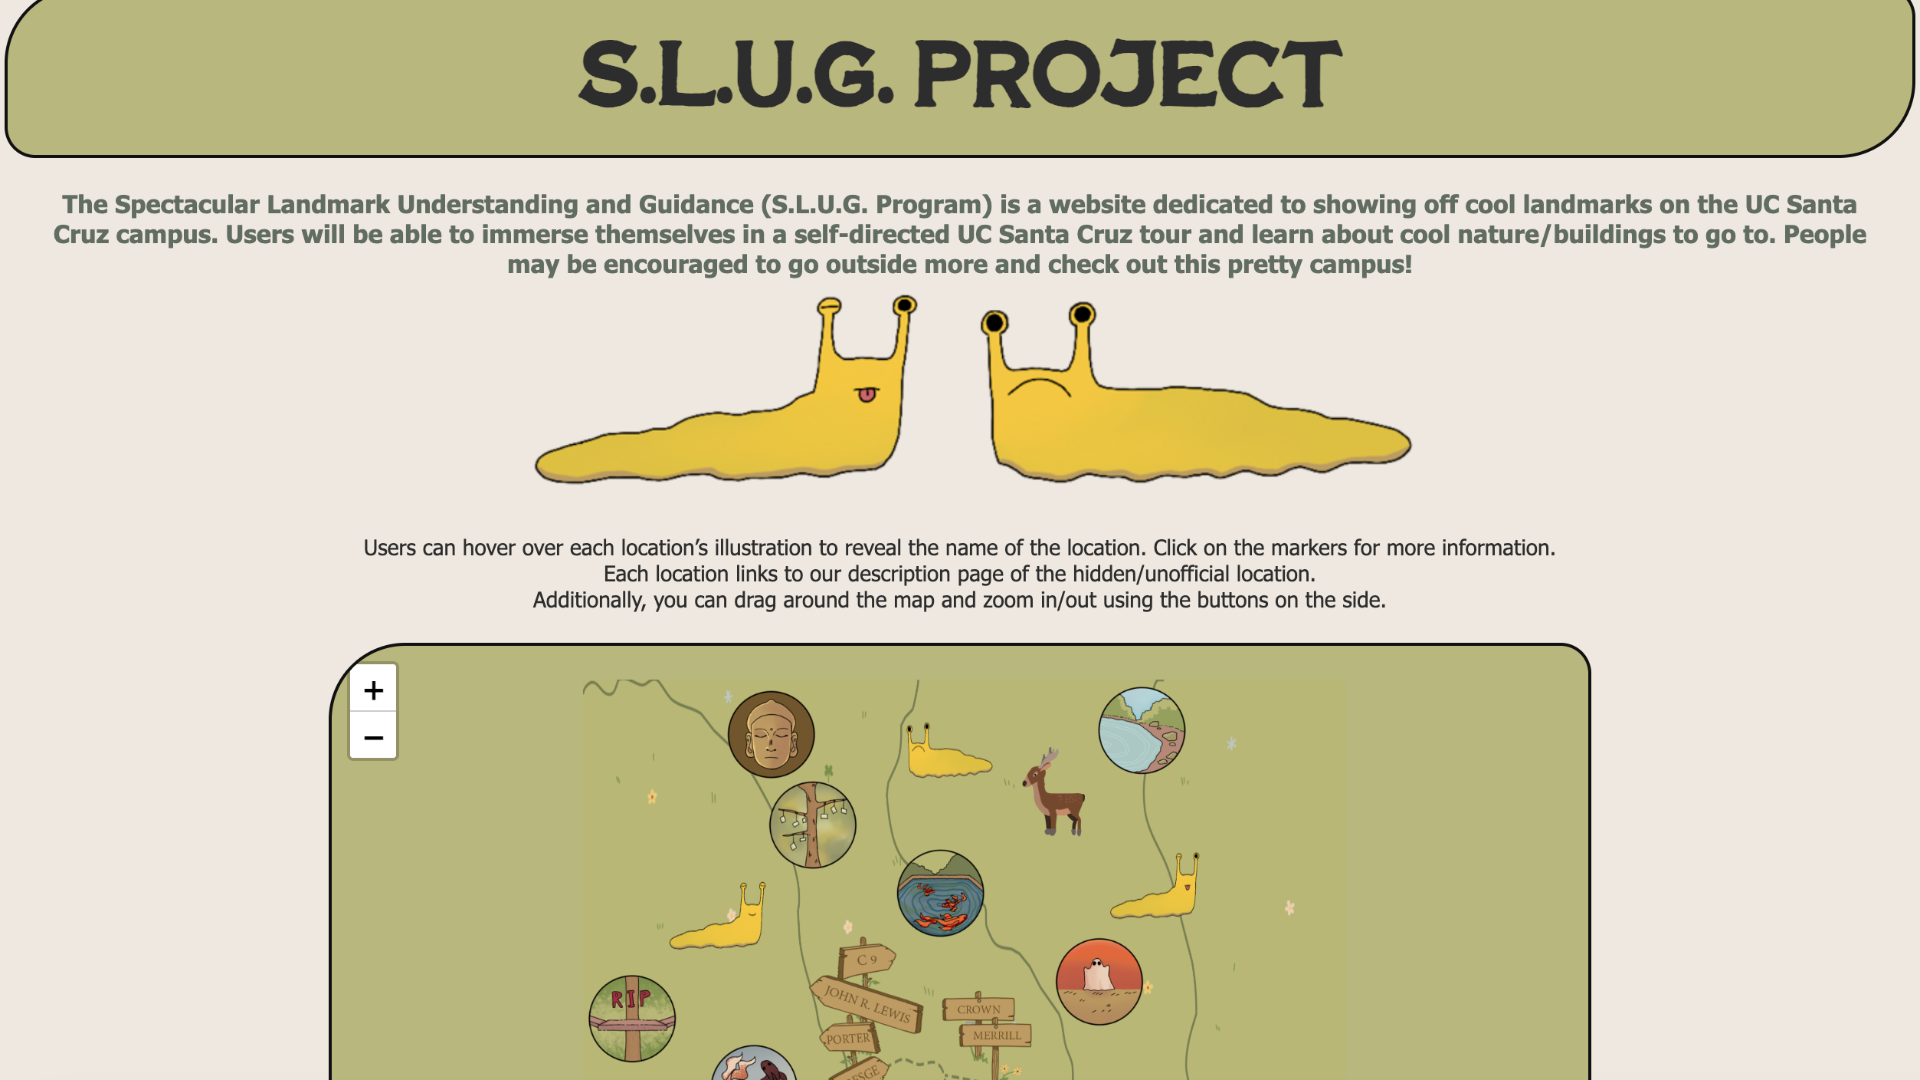 S.L.U.G. PROJECT
The Spectacular Landmark Understanding and Guidance (S.L.U.G. Program) is a website dedicated to showing off cool landmarks on the UC Santa
Cruz campus. Users will be able to immerse themselves in a self-directed UC Santa Cruz tour and learn about cool nature/buildings to go to. People
may be encouraged to go outside more and check out this pretty campus!
Users can hover over each location’s illustration to reveal the name of the location. Click on the markers for more information.
Each location links to our description page of the hidden/unofficial location.
Additionally, you can drag around the map and zoom in/out using the buttons on the side.
+
−
C 9
JOHN R. LEWIS
RIP
CROWN
PORTER
MERRILL